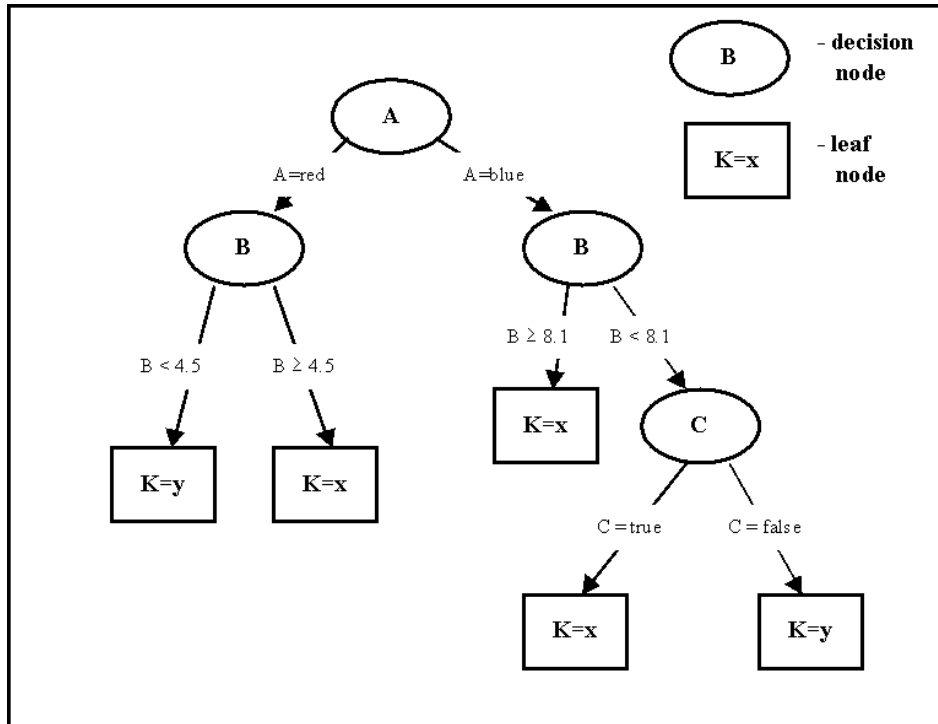 B
- decision
node
A
K=x
- leaf
node
A=red
A=blue
B
B
B < 4.5
B ≥ 4.5
B ≥ 8.1
B < 8.1
K=x
C
K=y
K=x
C=true
C=false
K=x
K=y